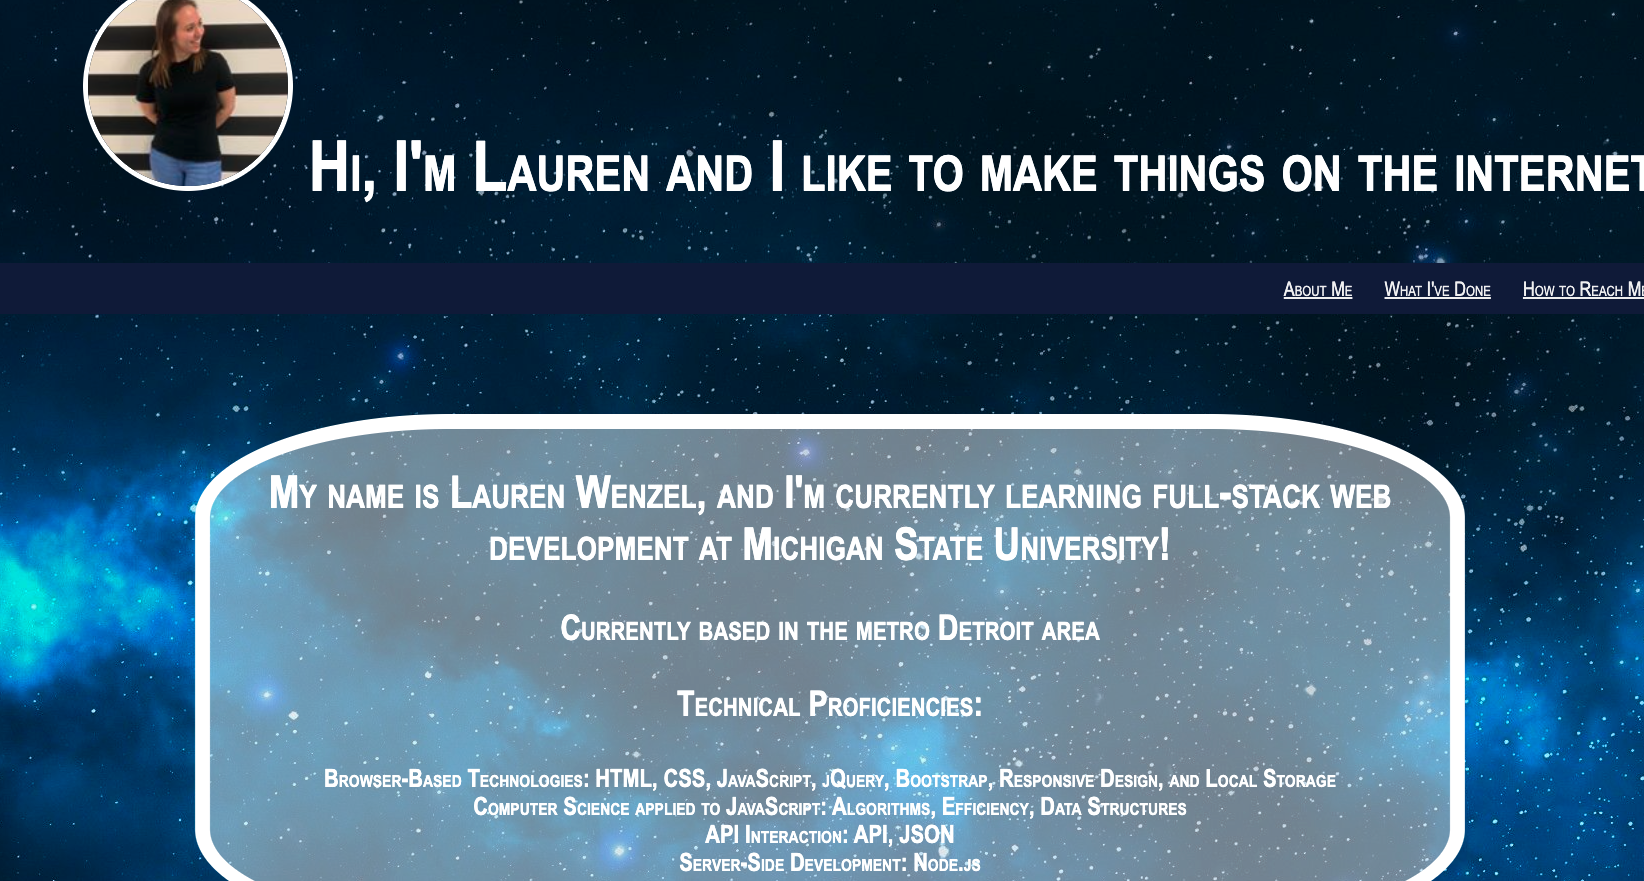 Hi, I'm Lauren and I like to make things on the internet
About Me What I've Done How to Reach Me
My name is Lauren Wenzel, and I'm currently learning full-stack web
development at Michigan State University!
Currently based in the metro Detroit area
Technical Proficiencies:
Browser-Based Technologies: HTML, CSS, JavaScript, jQuery, Bootstrap, Responsive Design, and Local Storage
Computer Science applied to JavaScript: Algorithms, Efficiency, Data Structures
API Interaction: API, JSON
Server-Side Development: Node.js